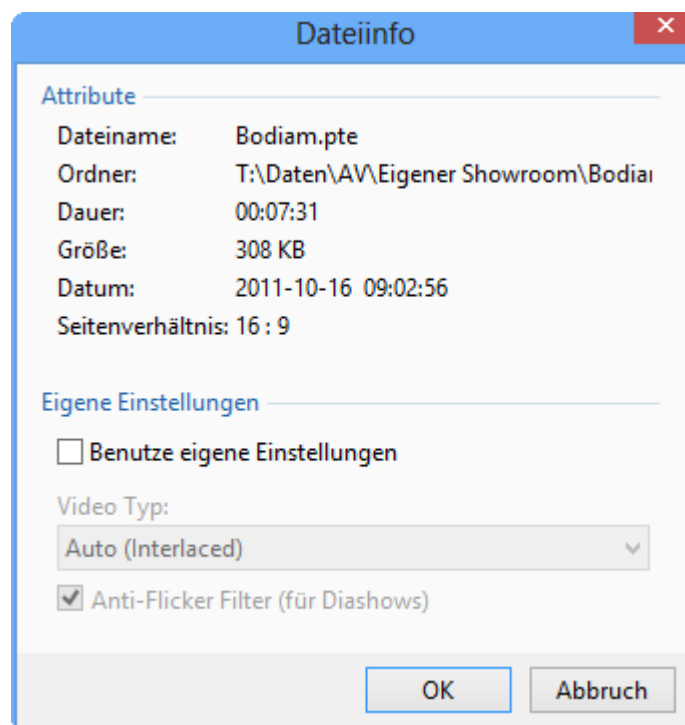 Dateiinfo
Attribute
Dateiname: Bodiam.pte
Ordner: T:\Daten\AV\Eigener Showroom\Bodiar
Dauer: 00:07:31
Größe: 308 KB
Datum: 2011-10-16 09:02:56
Seitenverhältnis: 16 : 9
Eigene Einstellungen
Benutze eigene Einstellungen
Video Typ:
Auto (Interlaced)
Anti-Flicker Filter (für Diashows)
OK Abbruch